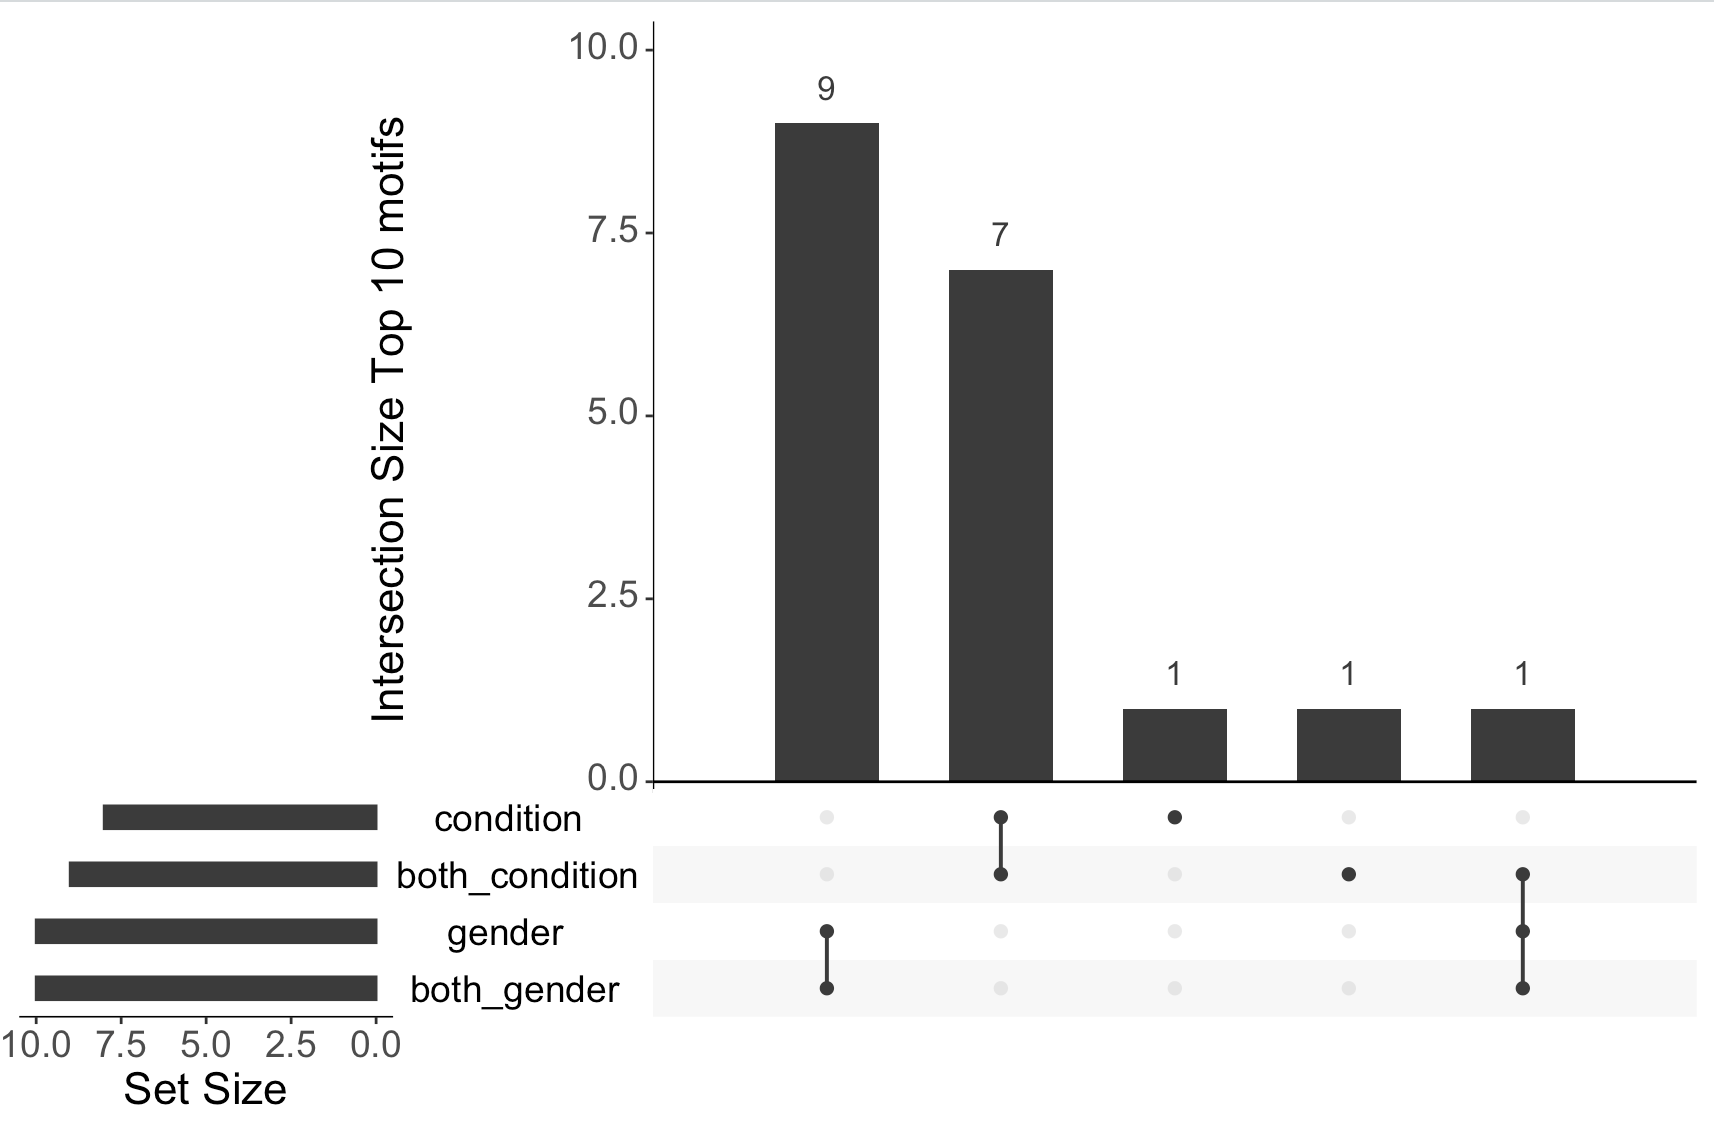 Intersection Size Top 10 motifs
10.0
7.5
5.0
2.5
0.0
9
7
1
1
1
condition
both_condition
gender
both_gender
10.0 7.5 5.0 2.5 0.0
Set Size